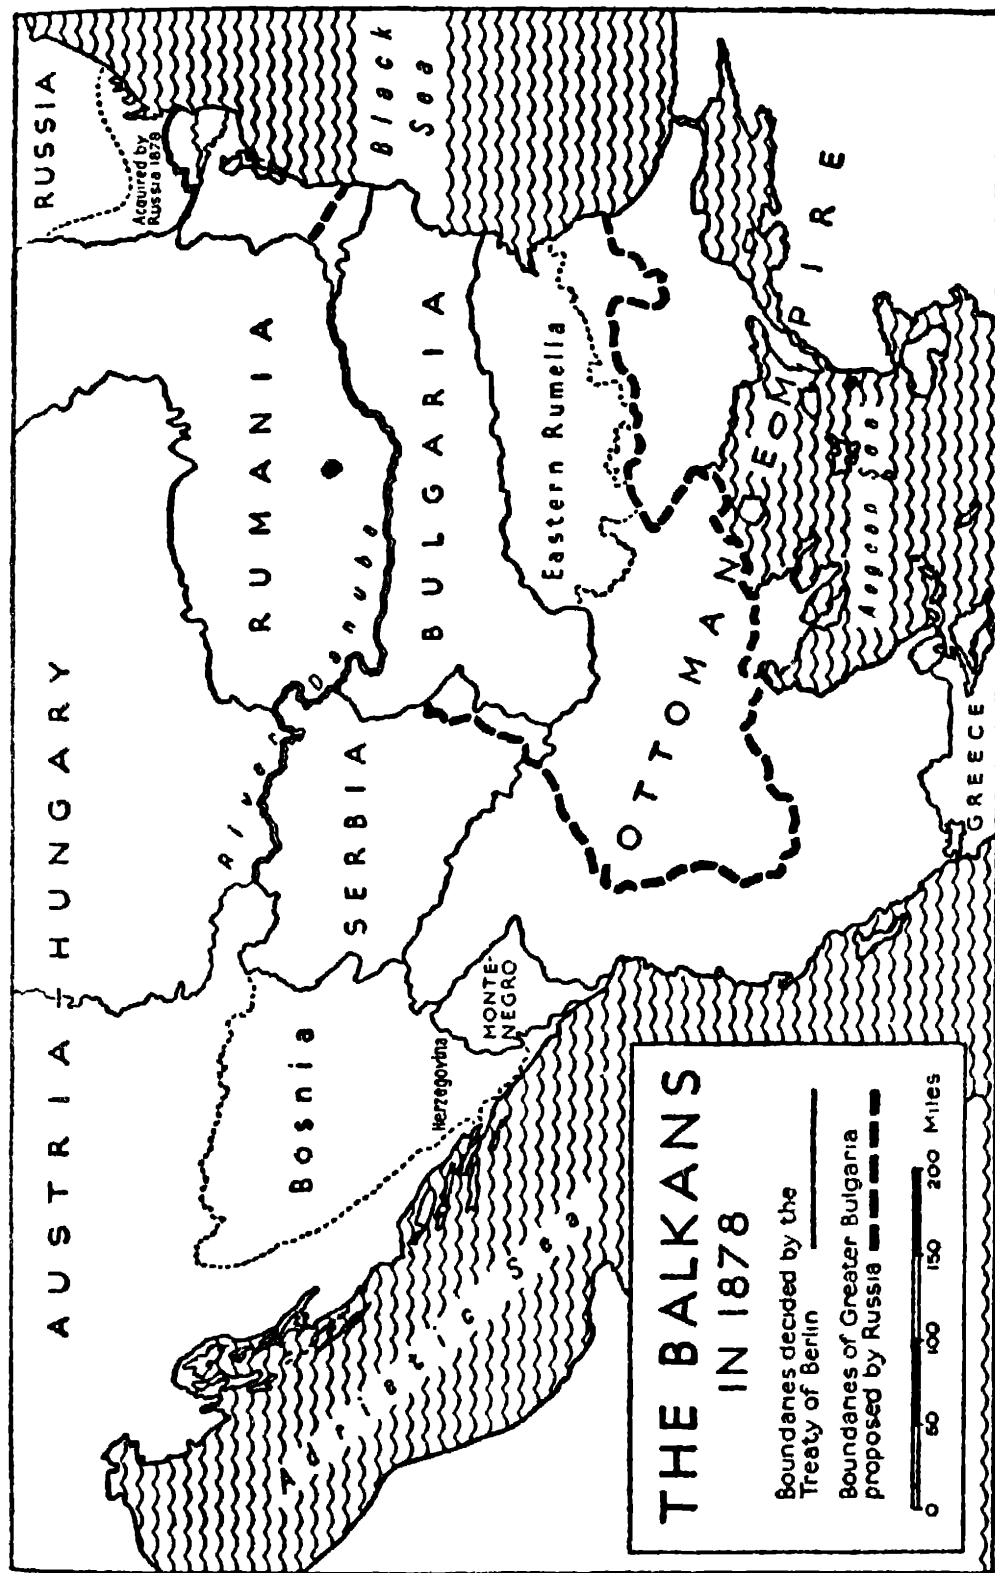 RUSSIA
Acquired by
Russia 1878
AUSTRIA - HUNGARY
RUMANIA
Black
Sea
River Danube
BULGARIA
SERBIA
Bosnia
Herzegovina
MONTE-
NEGRO
Eastern Rumelia
OTTOMAN EMPIRE
Adriatic Sea
Aegean Sea
GREECE
THE BALKANS
IN 1878
Boundaries decided by the
Treaty of Berlin
Boundaries of Greater Bulgaria
proposed by Russia
0 50 100 150 200 Miles